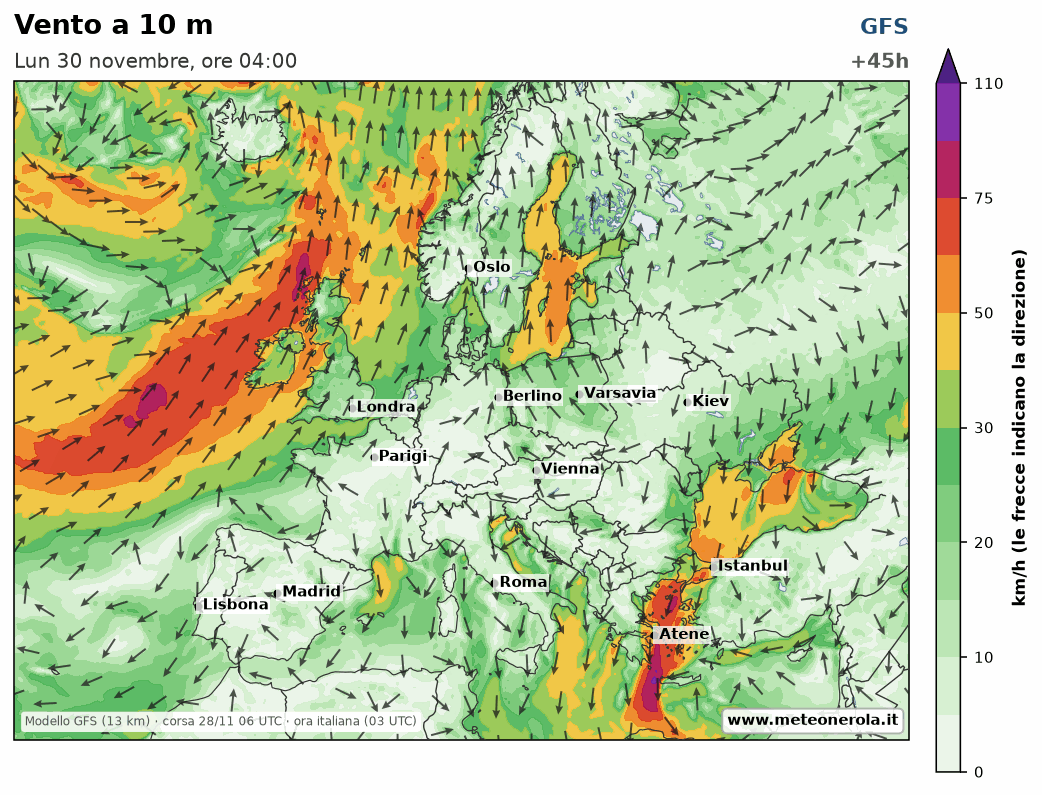 Vento a 10 m
GFS
Lun 30 novembre, ore 04:00
+45h
110
75
50
30
20
10
0
km/h (le frecce indicano la direzione)
Oslo
Berlino
Varsavia
Kiev
Londra
Parigi
Vienna
Istanbul
Roma
Madrid
Lisbona
Atene
Modello GFS (13 km) · corsa 28/11 06 UTC · ora italiana (03 UTC)
www.meteonerola.it